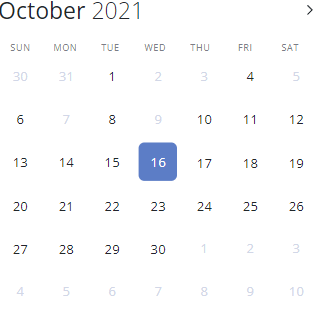 October 2021
SUN MON TUE WED THU FRI SAT
30 31 1 2 3 4 5
6 7 8 9 10 11 12
13 14 15 16 17 18 19
20 21 22 23 24 25 26
27 28 29 30 1 2 3
4 5 6 7 8 9 10